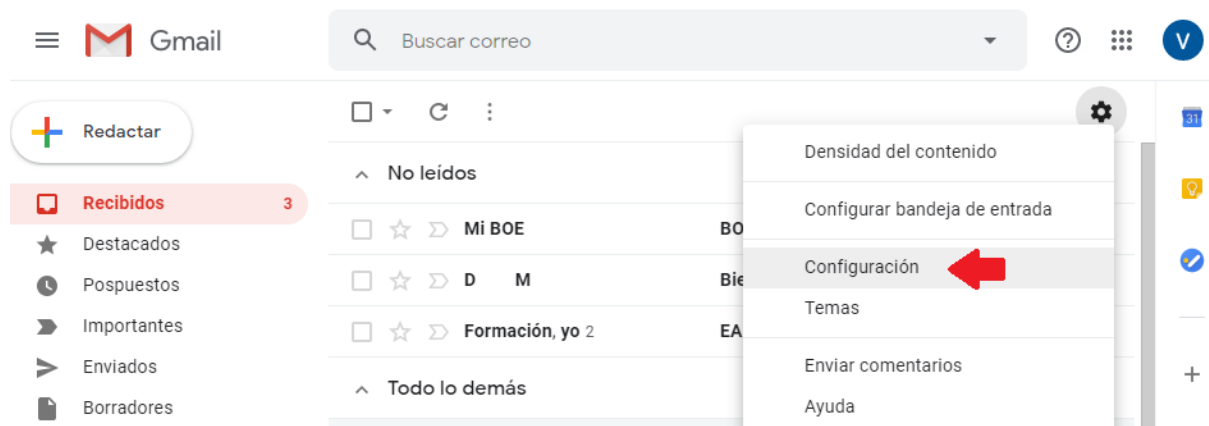 Gmail
Buscar correo
V
Redactar
31
Densidad del contenido
No leídos
Configurar bandeja de entrada
Recibidos 3
Mi BOE BO
Destacados
Configuración
D M Bie
Pospuestos
Temas
Importantes
Formación, yo 2 EA
Enviados
Enviar comentarios
Todo lo demás
Borradores
Ayuda